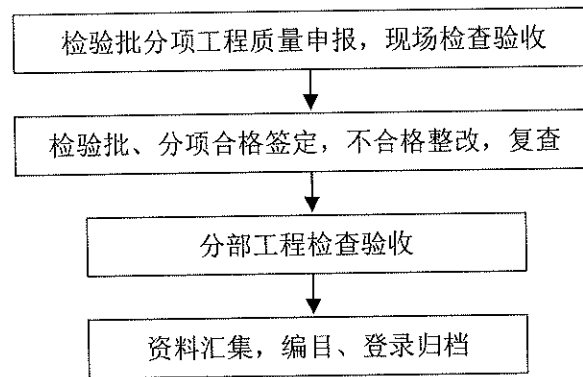 检验批分项工程质量申报，现场检查验收
检验批、分项合格签定，不合格整改，复查
分部工程检查验收
资料汇集，编目、登录归档